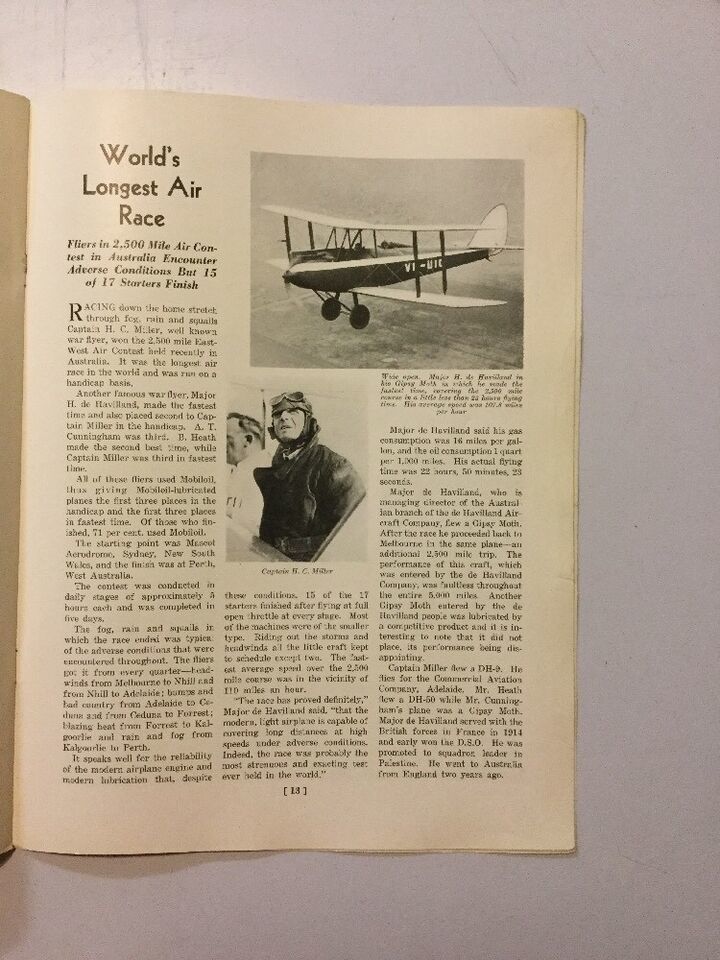 World's
Longest Air
Race
Fliers in 2,500 Mile Air Con-
test in Australia Encounter
Adverse Conditions But 15
of 17 Starters Finish
RACING down the home stretch
through fog, rain and squalls
Captain H. C. Miller, well known
war flyer, won the 2,500 mile East-
West Air Contest held recently in
Australia. It was the longest air
race in the world and was run on a
handicap basis.
Another famous war flyer, Major
H. de Havilland, made the fastest
time and also placed second to Cap-
tain Miller in the handicap. A. T.
Cunningham was third. B. Heath
made the second best time, while
Captain Miller was third in fastest
time.
All of these fliers used Mobiloil,
thus giving Mobiloil-lubricated
planes the first three places in the
handicap and the first three places
in fastest time. Of those who fin-
ished, 71 per cent. used Mobiloil.
The starting point was Mascot
Aerodrome, Sydney, New South
Wales, and the finish was at Perth,
West Australia.
The contest was conducted in
daily stages of approximately 5
hours each and was completed in
five days.
The fog, rain and squalls in
which the race ended was typical
of the adverse conditions that were
encountered throughout. The fliers
got it from every quarter—head-
winds from Melbourne to Nhill and
from Nhill to Adelaide; bumps and
bad country from Adelaide to Ce-
duna and from Ceduna to Forrest;
blazing heat from Forrest to Kal-
goorlie and rain and fog from
Kalgoorlie to Perth.
It speaks well for the reliability
of the modern airplane engine and
modern lubrication that, despite
Captain H. C. Miller
these conditions, 15 of the 17
starters finished after flying at full
open throttle at every stage. Most
of the machines were of the smaller
type. Riding out the storms and
headwinds all the little craft kept
to schedule except two. The fast-
est average speed over the 2,500
mile course was in the vicinity of
110 miles an hour.
"The race has proved definitely,"
Major de Havilland said, "that the
modern, light airplane is capable of
covering long distances at high
speeds under adverse conditions.
Indeed, the race was probably the
most strenuous and exacting test
ever held in the world."
Wide open. Major H. de Havilland in
his Gipsy Moth in which he made the
fastest time, covering the 2,500 mile
course in a little less than 23 hours flying
time. His average speed was 107.8 miles
per hour
Major de Havilland said his gas
consumption was 16 miles per gal-
lon, and the oil consumption 1 quart
per 1,000 miles. His actual flying
time was 22 hours, 50 minutes, 23
seconds.
Major de Havilland, who is
managing director of the Australi-
an branch of the de Havilland Air-
craft Company, flew a Gipsy Moth.
After the race he proceeded back to
Melbourne in the same plane—an
additional 2,500 mile trip. The
performance of this craft, which
was entered by the de Havilland
Company, was faultless throughout
the entire 5,000 miles. Another
Gipsy Moth entered by the de
Havilland people was lubricated by
a competitive product and it is in-
teresting to note that it did not
place, its performance being dis-
appointing.
Captain Miller flew a DH-9. He
flies for the Commercial Aviation
Company, Adelaide. Mr. Heath
flew a DH-50 while Mr. Cunning-
ham's plane was a Gipsy Moth.
Major de Havilland served with the
British forces in France in 1914
and early won the D.S.O. He was
promoted to squadron leader in
Palestine. He went to Australia
from England two years ago.
[ 13 ]